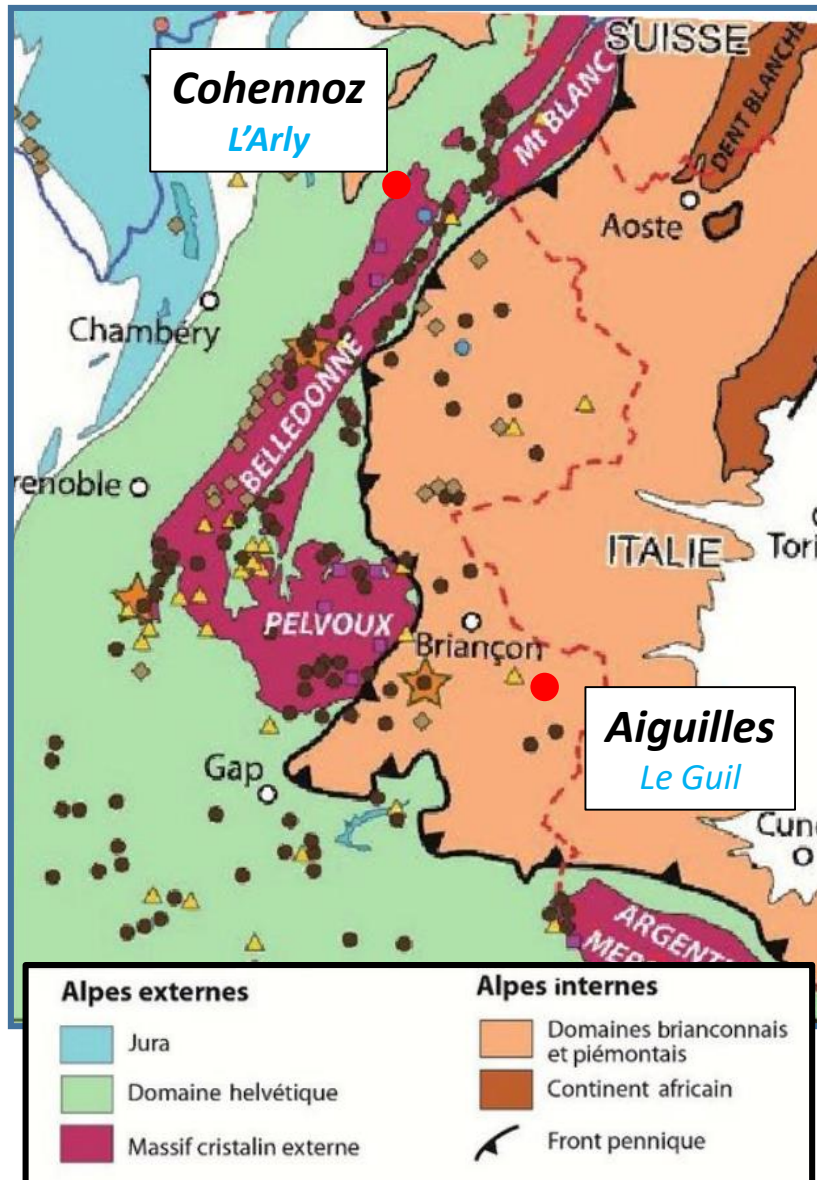 SUISSE
Cohennoz
L'Arly
Mt BLANC
DENT BLANCHE
Aoste
Chambéry
BELLEDONNE
renoble
ITALIE
Tori
PELVOUX
Briançon
Aiguilles
Le Guil
Gap
Cun
ARGENT
MER
Alpes externes
Jura
Domaine helvétique
Massif cristalin externe
Alpes internes
Domaines brianconnais
et piémontais
Continent africain
Front pennique